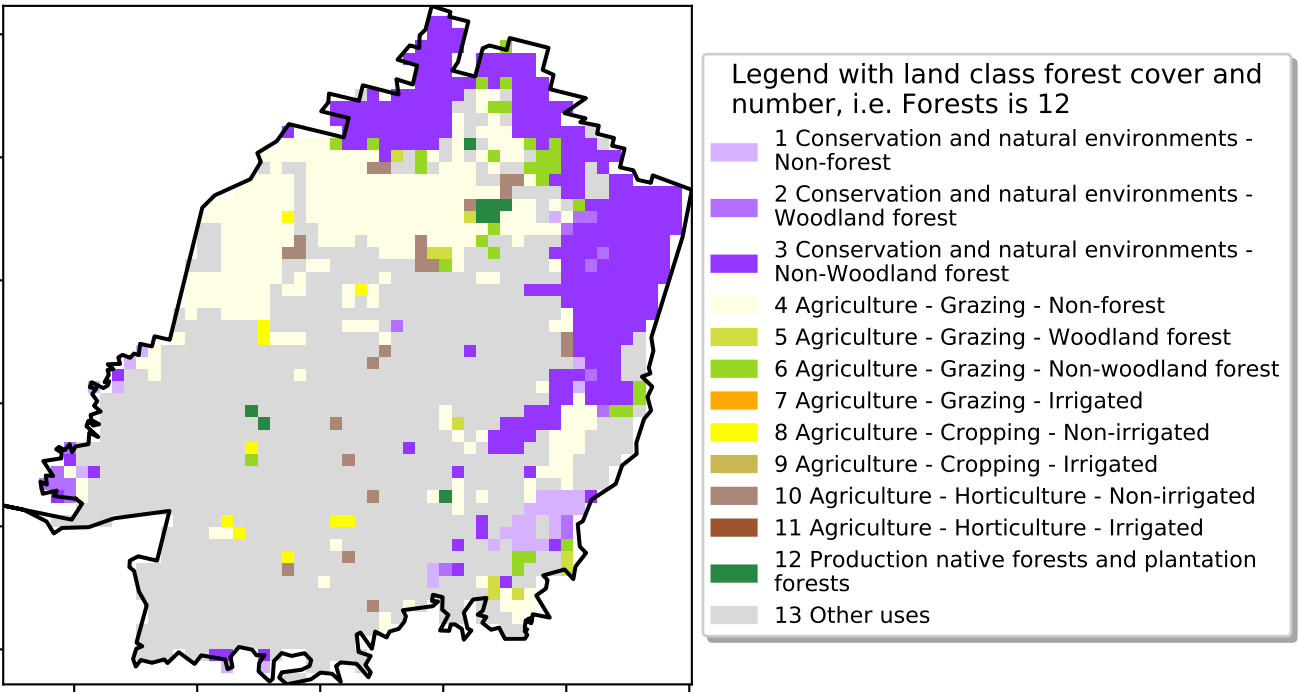 Legend with land class forest cover and
number, i.e. Forests is 12
1 Conservation and natural environments -
Non-forest
2 Conservation and natural environments -
Woodland forest
3 Conservation and natural environments -
Non-Woodland forest
4 Agriculture - Grazing - Non-forest
5 Agriculture - Grazing - Woodland forest
6 Agriculture - Grazing - Non-woodland forest
7 Agriculture - Grazing - Irrigated
8 Agriculture - Cropping - Non-irrigated
9 Agriculture - Cropping - Irrigated
10 Agriculture - Horticulture - Non-irrigated
11 Agriculture - Horticulture - Irrigated
12 Production native forests and plantation
forests
13 Other uses